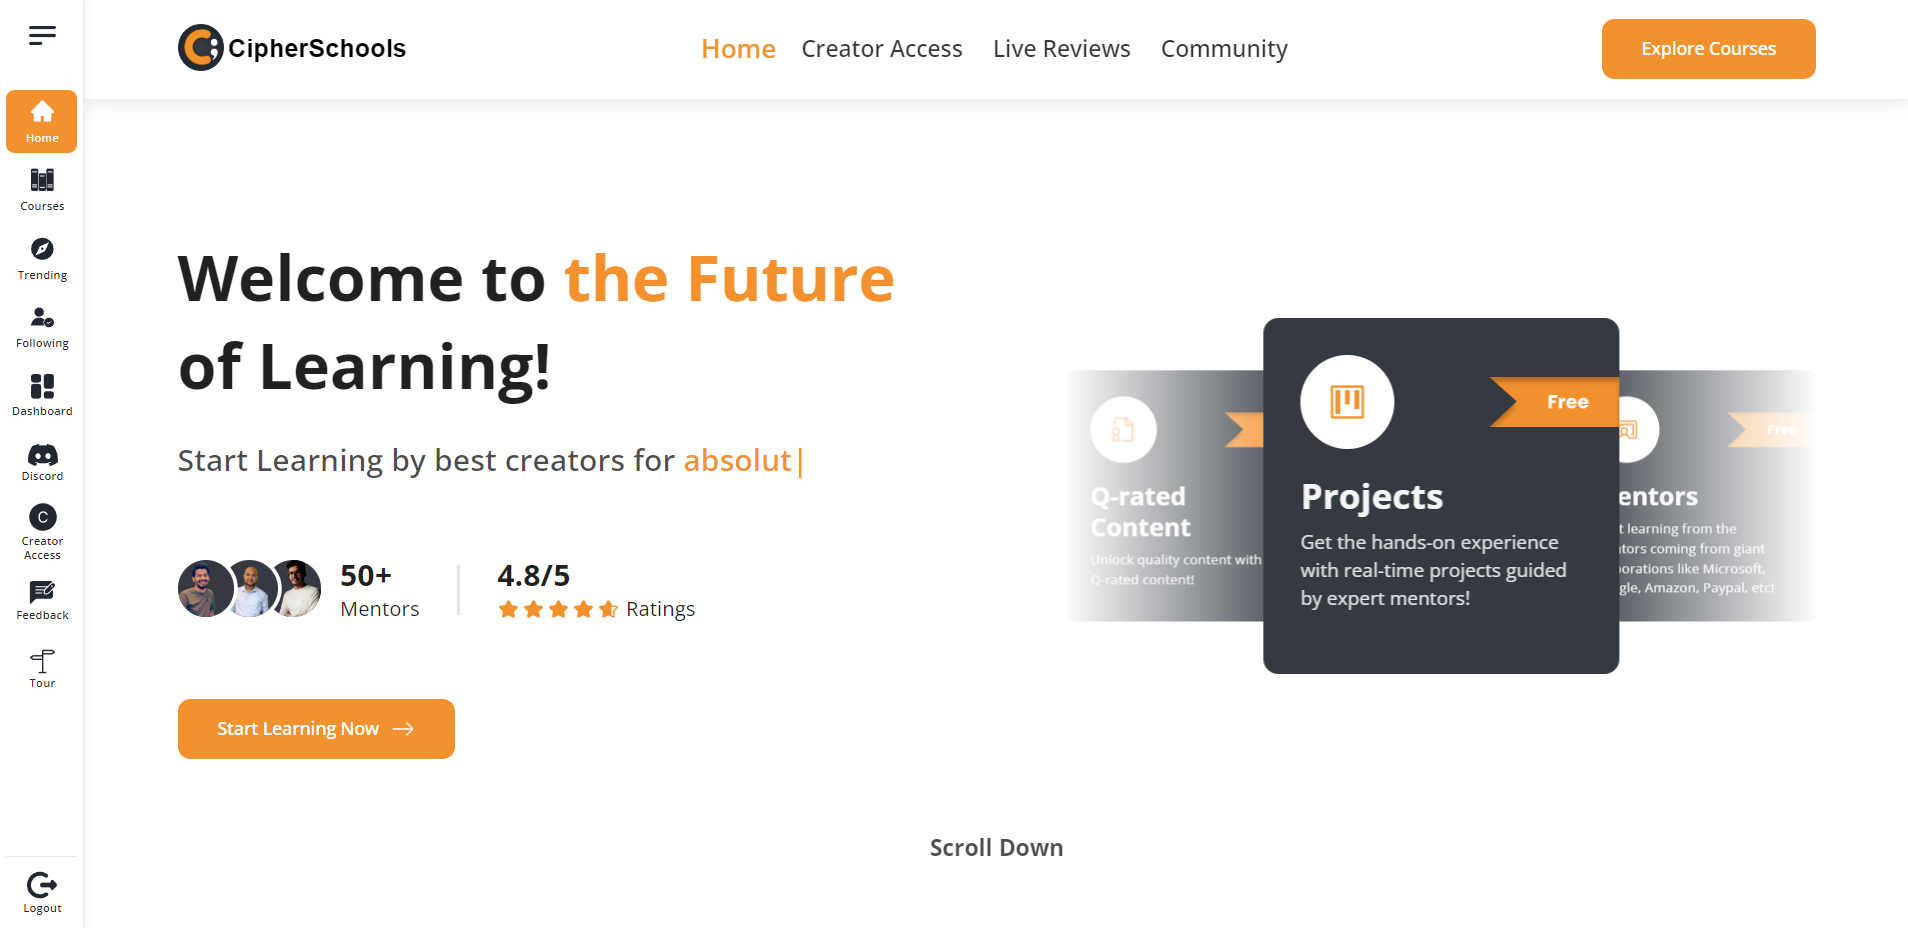 CipherSchools
Home
Creator Access
Live Reviews
Community
Explore Courses
Home
Courses
Trending
Following
Dashboard
Discord
C
Creator
Access
Feedback
Tour
Logout
Welcome to the Future
of Learning!
Start Learning by best creators for absolut|
50+
Mentors
4.8/5
Ratings
Start Learning Now
Q-rated
Content
Unlock quality content with
Q-rated content!
Free
Projects
Get the hands-on experience
with real-time projects guided
by expert mentors!
Free
entors
t learning from the
tors coming from giant
porations like Microsoft,
gle, Amazon, Paypal, etc!
Scroll Down